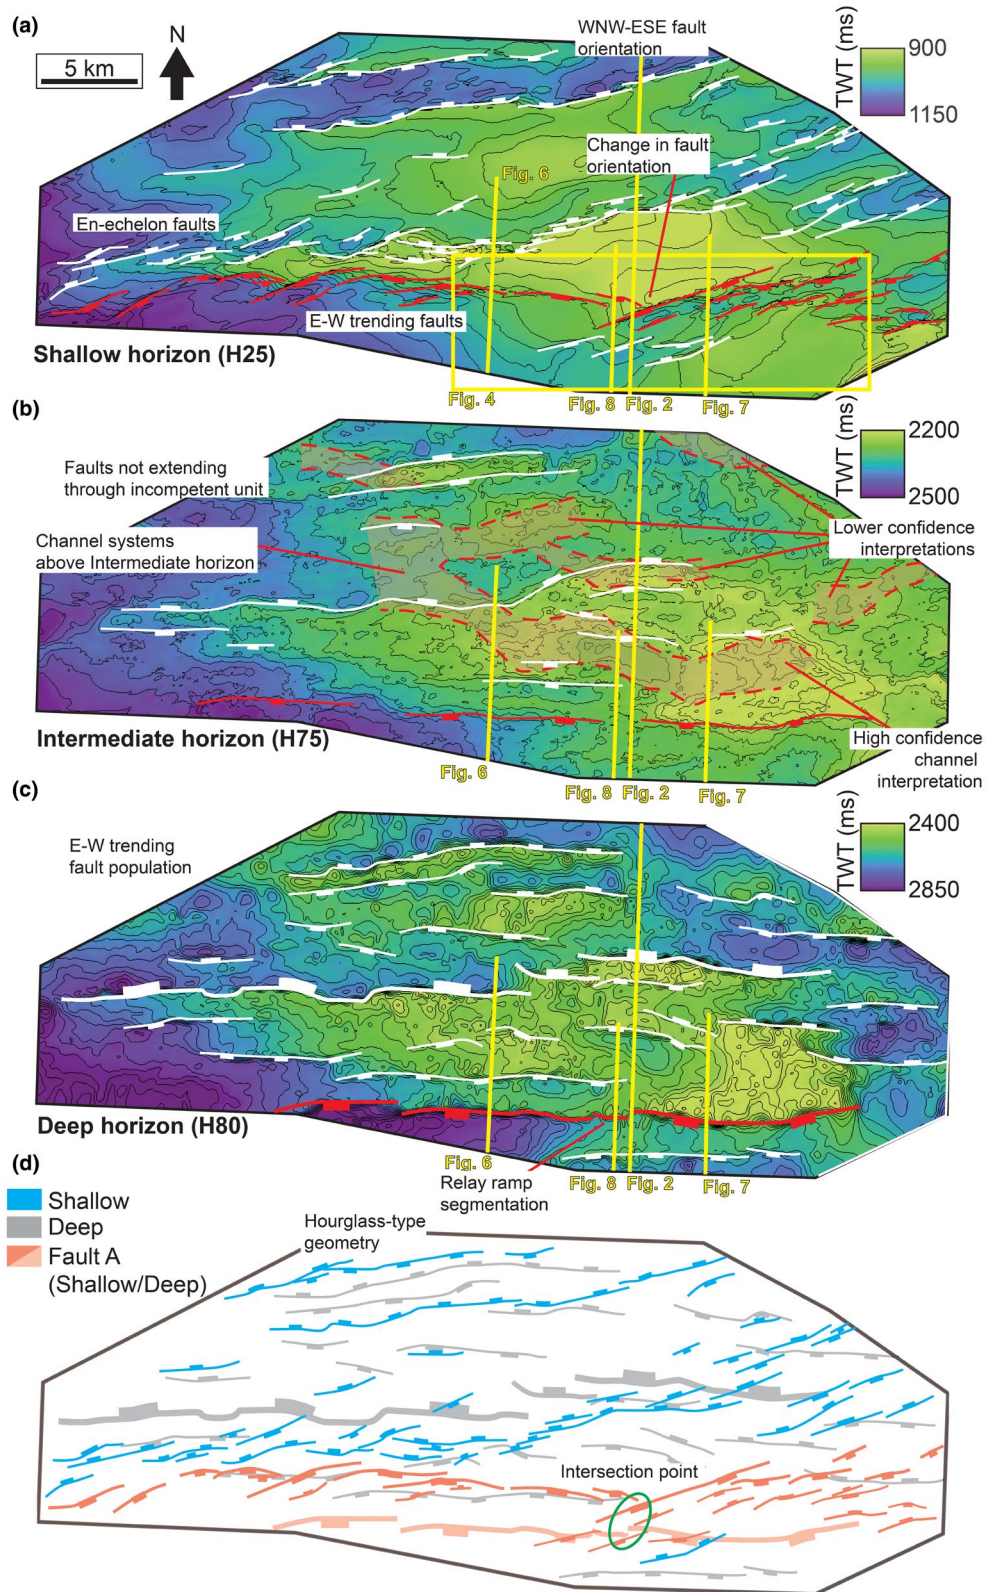 (a)
N
5 km
WNW-ESE fault
orientation
TWT (ms)
900
1150
Change in fault
orientation
Fig. 6
En-echelon faults
E-W trending faults
Shallow horizon (H25)
Fig. 4
Fig. 8
Fig. 2
Fig. 7
(b)
TWT (ms)
2200
2500
Faults not extending
through incompetent unit
Channel systems
above Intermediate horizon
Lower confidence
interpretations
Intermediate horizon (H75)
High confidence
channel
interpretation
Fig. 6
Fig. 8
Fig. 2
Fig. 7
(c)
TWT (ms)
2400
2850
E-W trending
fault population
Deep horizon (H80)
Fig. 6
Relay ramp
segmentation
Fig. 8
Fig. 2
Fig. 7
(d)
Shallow
Deep
Fault A
(Shallow/Deep)
Hourglass-type
geometry
Intersection point